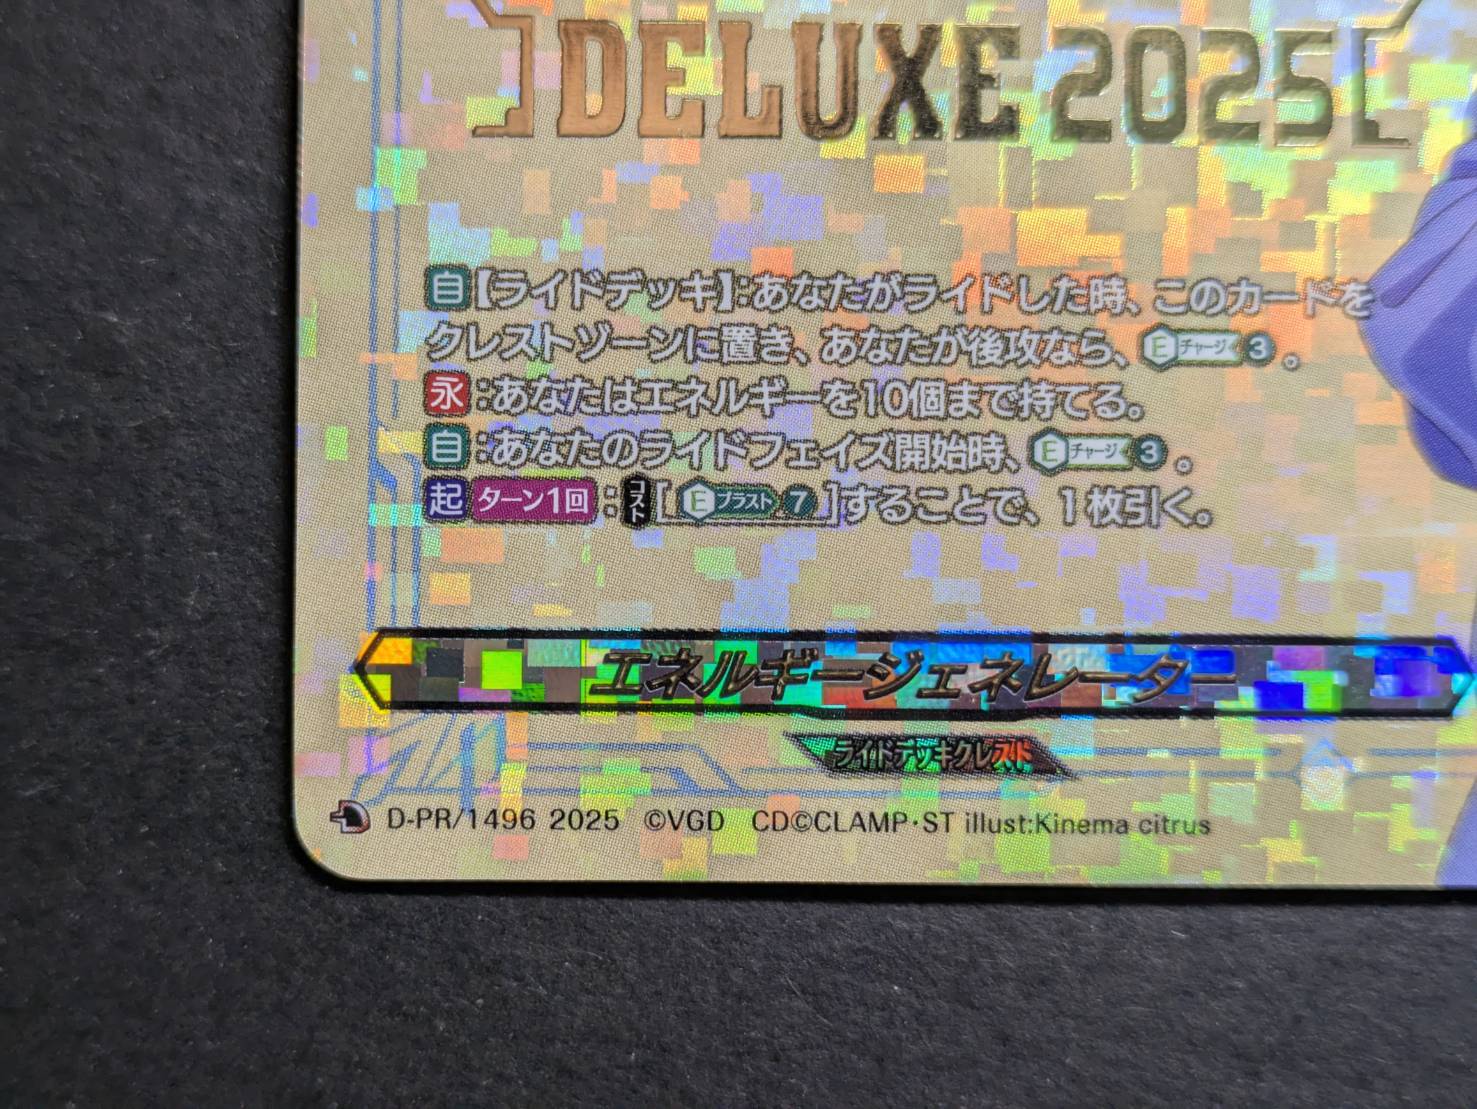 DELUXE 2025
自【ライドデッキ】:あなたがライドした時、このカードを
クレストゾーンに置き、あなたが後攻なら、Eチャージ3。
永:あなたはエネルギーを10個まで持てる。
自:あなたのライドフェイズ開始時、Eチャージ3。
起ターン1回:コスト[Eブラスト7]することで、1枚引く。
エネルギージェネレーター
ライドデッキクレスト
D-PR/1496 2025 ©VGD CD©CLAMP・ST illust:Kinema citrus